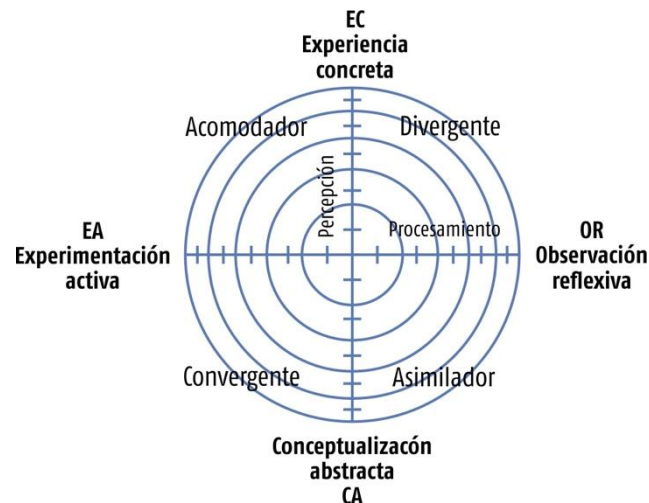 EC
Experiencia
concreta
Acomodador
Divergente
Percepción
Procesamiento
EA
Experimentación
activa
OR
Observación
reflexiva
Convergente
Asimilador
Conceptualizacón
abstracta
CA